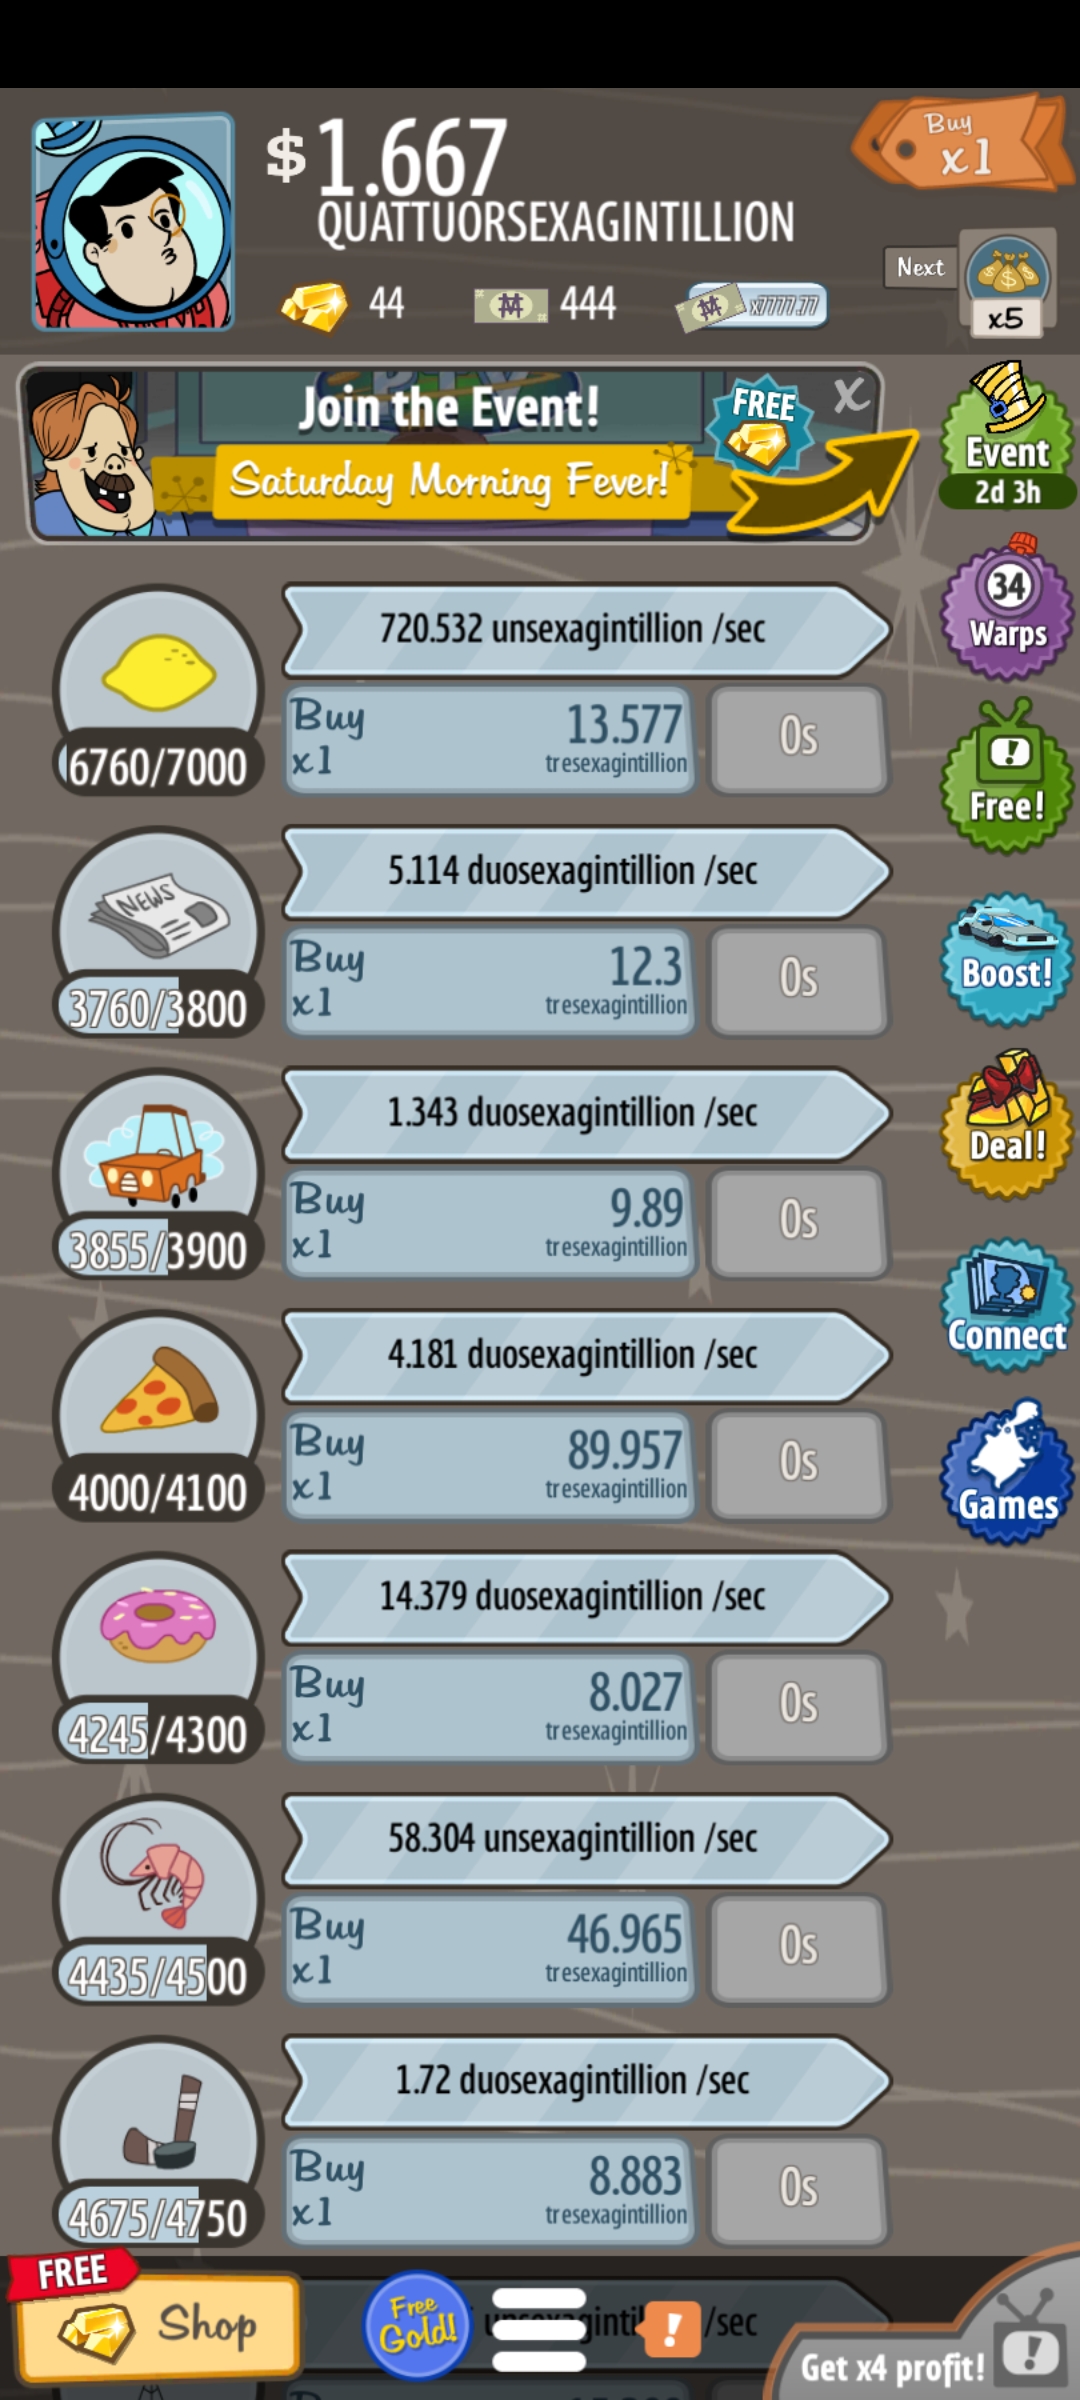 $1.667
QUATTUORSEXAGINTILLION
Buy
x1
44
444
x7777.77
Next
x5
Join the Event!
Saturday Morning Fever!
FREE
X
Event
2d 3h
34
Warps
Free!
Boost!
Deal!
Connect
Games
720.532 unsexagintillion /sec
6760/7000
Buy
x1
13.577
tresexagintillion
0s
NEWS
5.114 duosexagintillion /sec
3760/3800
Buy
x1
12.3
tresexagintillion
0s
1.343 duosexagintillion /sec
3855/3900
Buy
x1
9.89
tresexagintillion
0s
4.181 duosexagintillion /sec
4000/4100
Buy
x1
89.957
tresexagintillion
0s
14.379 duosexagintillion /sec
4245/4300
Buy
x1
8.027
tresexagintillion
0s
58.304 unsexagintillion /sec
4435/4500
Buy
x1
46.965
tresexagintillion
0s
1.72 duosexagintillion /sec
4675/4750
Buy
x1
8.883
tresexagintillion
0s
FREE
Shop
Free
Gold!
/sec
Get x4 profit!
Buy